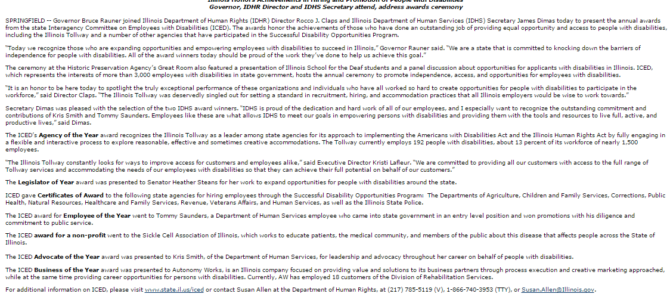 Illinois Honors Achievements in Hiring and Promotion of People with Disabilities
Governor, IDHR Director and IDHS Secretary attend, address awards ceremony
SPRINGFIELD -- Governor Bruce Rauner joined Illinois Department of Human Rights (IDHR) Director Rocco J. Claps and Illinois Department of Human Services (IDHS) Secretary James Dimas today to present the annual awards
from the state Interagency Committee on Employees with Disabilities (ICED). The awards honor the achievements of those who have done an outstanding job of providing equal opportunity and access to people with disabilities,
including the Illinois Tollway and a number of other agencies that have participated in the Successful Disability Opportunities Program.
"Today we recognize those who are expanding opportunities and empowering employees with disabilities to succeed in Illinois," Governor Rauner said. "We are a state that is committed to knocking down the barriers of
independence for people with disabilities. All of the award winners today should be proud of the work they've done to help us achieve this goal."
The ceremony at the Historic Preservation Agency's Great Room also featured a presentation of Illinois School for the Deaf students and a panel discussion about opportunities for applicants with disabilities in Illinois. ICED,
which represents the interests of more than 3,000 employees with disabilities in state government, hosts the annual ceremony to promote independence, access, and opportunities for employees with disabilities.
"It is an honor to be here today to spotlight the truly exceptional performance of these organizations and individuals who have all worked so hard to create opportunities for people with disabilities to participate in the
workforce," said Director Claps. "The Illinois Tollway was deservedly singled out for setting a standard in recruitment, hiring, and accommodation practices that all Illinois employers would be wise to work towards."
Secretary Dimas was pleased with the selection of the two IDHS award winners. "IDHS is proud of the dedication and hard work of all of our employees, and I especially want to recognize the outstanding commitment and
contributions of Kris Smith and Tommy Saunders. Employees like these are what allows IDHS to meet our goals in empowering persons with disabilities and providing them with the tools and resources to live full, active, and
productive lives." said Dimas.
The ICED's Agency of the Year award recognizes the Illinois Tollway as a leader among state agencies for its approach to implementing the Americans with Disabilities Act and the Illinois Human Rights Act by fully engaging in
a flexible and interactive process to explore reasonable, effective and sometimes creative accommodations. The Tollway currently employs 192 people with disabilities, about 13 percent of its workforce of nearly 1,500
employees.
"The Illinois Tollway constantly looks for ways to improve access for customers and employees alike," said Executive Director Kristi Lafleur. "We are committed to providing all our customers with access to the full range of
Tollway services and accommodating the needs of our employees with disabilities so that they can achieve their full potential on behalf of our customers."
The Legislator of Year award was presented to Senator Heather Steans for her work to expand opportunities for people with disabilities around the state.
ICED gave Certificates of Award to the following state agencies for hiring employees through the Successful Disability Opportunities Program: The Departments of Agriculture, Children and Family Services, Corrections, Public
Health, Natural Resources, Healthcare and Family Services, Revenue, Veterans Affairs, and Human Services, as well as the Illinois State Police.
The ICED award for Employee of the Year went to Tommy Saunders, a Department of Human Services employee who came into state government in an entry level position and won promotions with his diligence and
commitment to public service.
The ICED award for a non-profit went to the Sickle Cell Association of Illinois, which works to educate patients, the medical community, and members of the public about this disease that affects people across the State of
Illinois.
The ICED Advocate of the Year award was presented to Kris Smith, of the Department of Human Services, for leadership and advocacy throughout her career on behalf of people with disabilities.
The ICED Business of the Year award was presented to Autonomy Works, is an Illinois company focused on providing value and solutions to its business partners through process execution and creative marketing approached,
while at the same time providing career opportunities for persons with disabilities. Currently, AW has employed 18 customers of the Division of Rehabilitation Services.
For additional information on ICED, please visit www.state.il.us/iced or contact Susan Allen at the Department of Human Rights, at (217) 785-5119 (V), 1-866-740-3953 (TTY), or Susan.Allen@Illinois.gov.